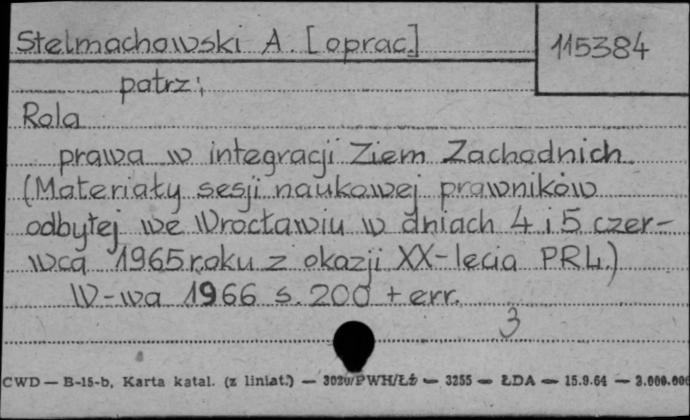 Stelmachowski A. [oprac.]
115384
patrz:
Rola
prawa w integracji Ziem Zachodnich.
(Materiały sesji naukowej prawników
odbytej we Wrocławiu w dniach 4 i 5 czer-
wca 1965 roku z okazji XX-lecia PRL.)
W-wa 1966 s. 200 + err.
3
CWD — B-15-b, Karta katal. (z liniat.) — 3020/PWH/Łź — 3255 — ŁDA — 15.9.64 — 3.000.000